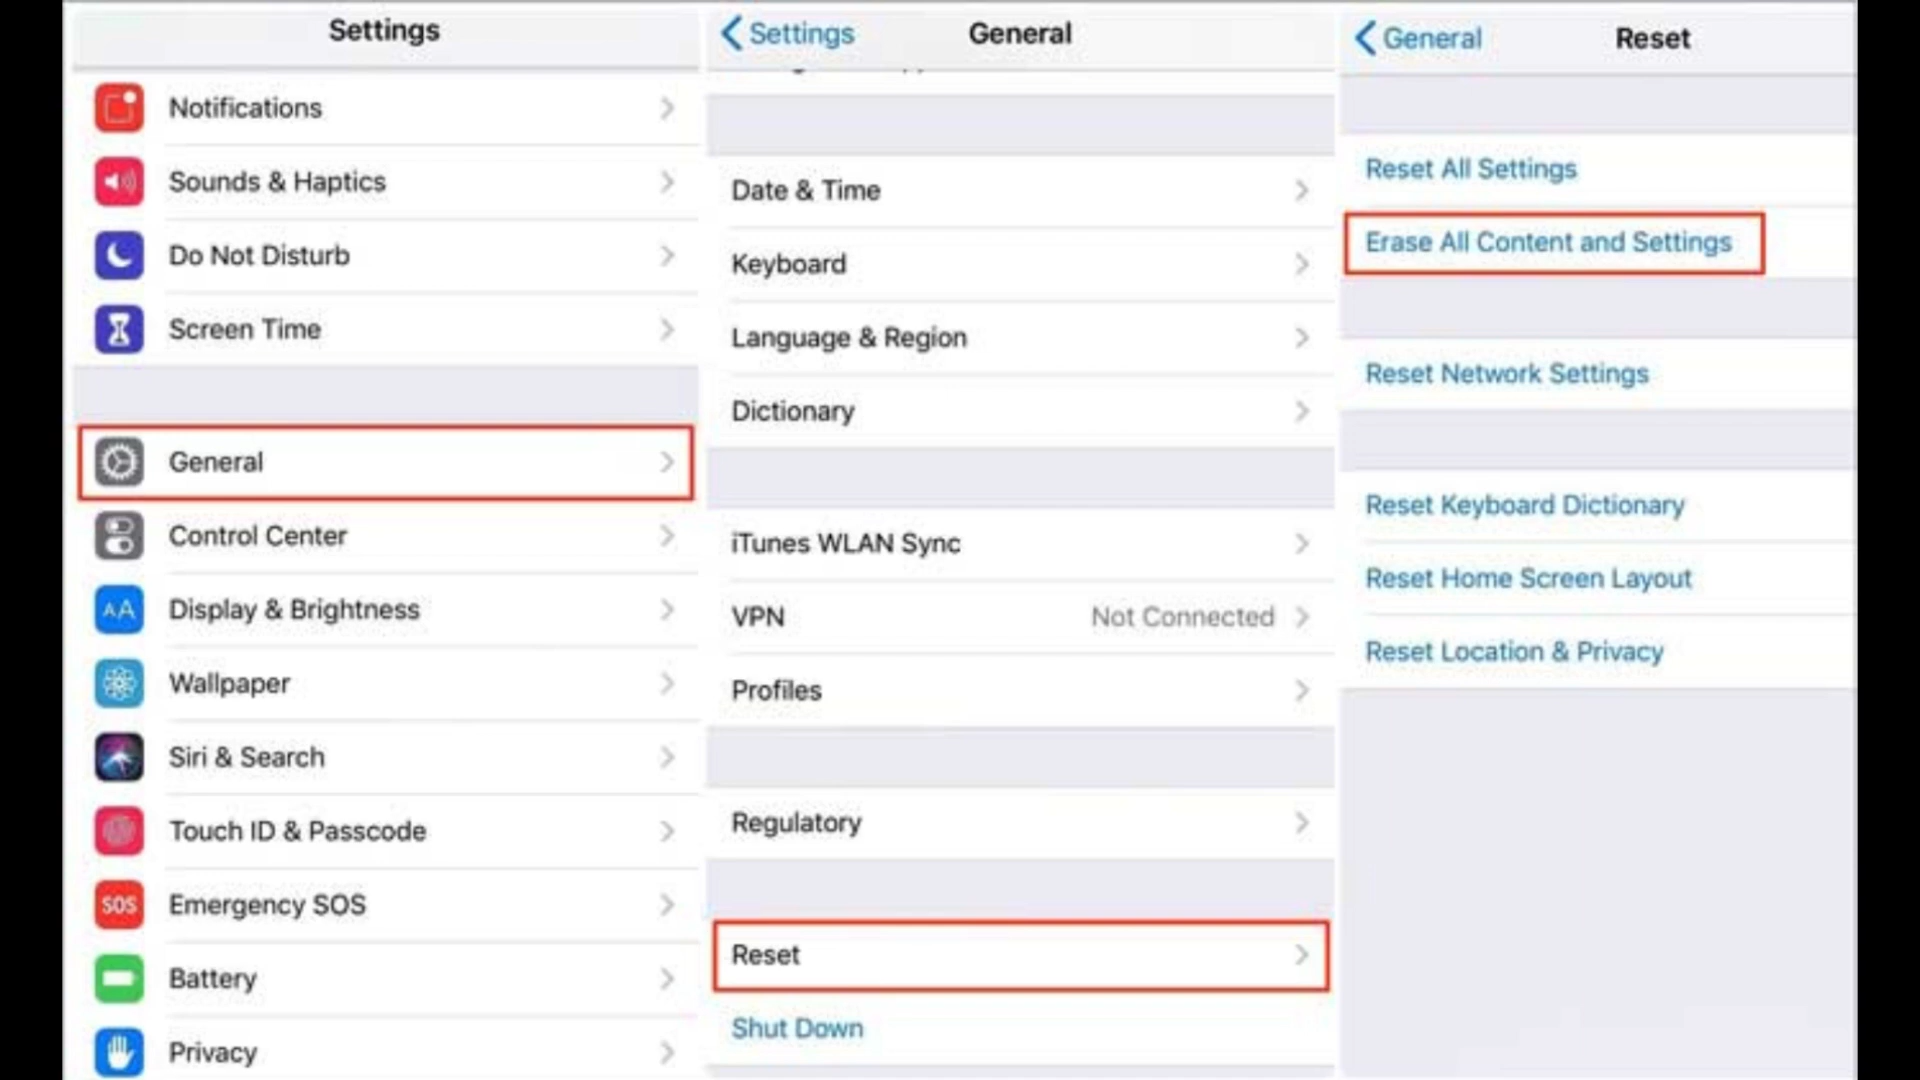 Settings
Notifications
Sounds & Haptics
Do Not Disturb
Screen Time
General
Control Center
AA
Display & Brightness
Wallpaper
Siri & Search
Touch ID & Passcode
SOS
Emergency SOS
Battery
Privacy
Settings
General
Date & Time
Keyboard
Language & Region
Dictionary
iTunes WLAN Sync
VPN Not Connected
Profiles
Regulatory
Reset
Shut Down
General
Reset
Reset All Settings
Erase All Content and Settings
Reset Network Settings
Reset Keyboard Dictionary
Reset Home Screen Layout
Reset Location & Privacy